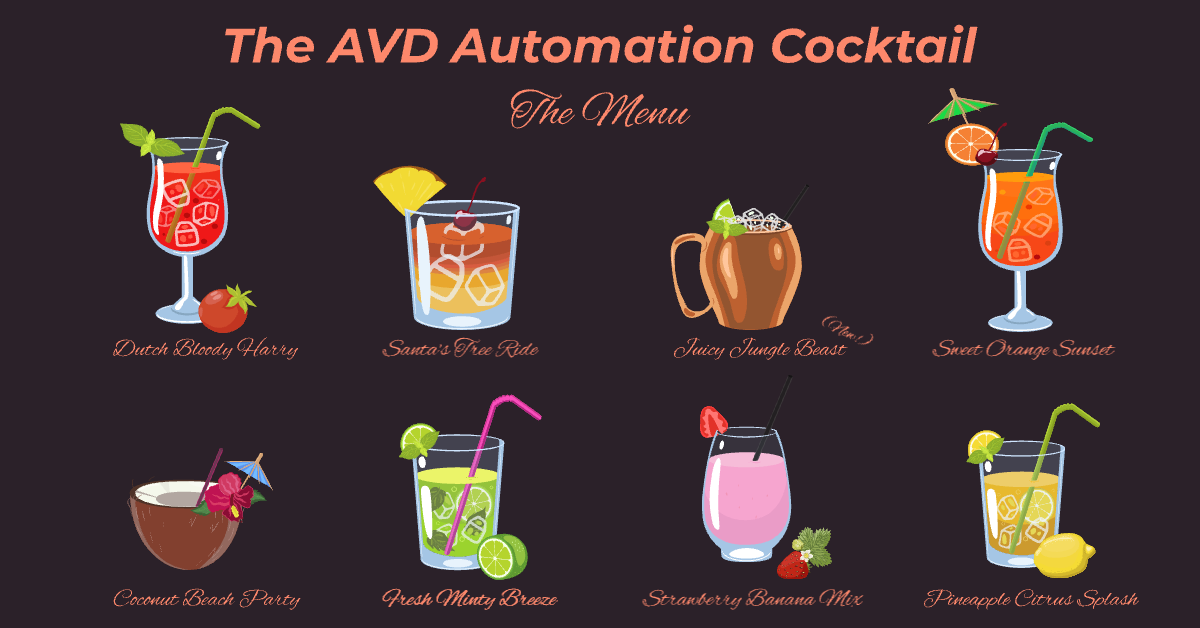 The AVD Automation Cocktail
The Menu
Dutch Bloody Harry
Santa's Tree Ride
Juicy Jungle Beast
(New!)
Sweet Orange Sunset
Coconut Beach Party
Fresh Minty Breeze
Strawberry Banana Mix
Pineapple Citrus Splash